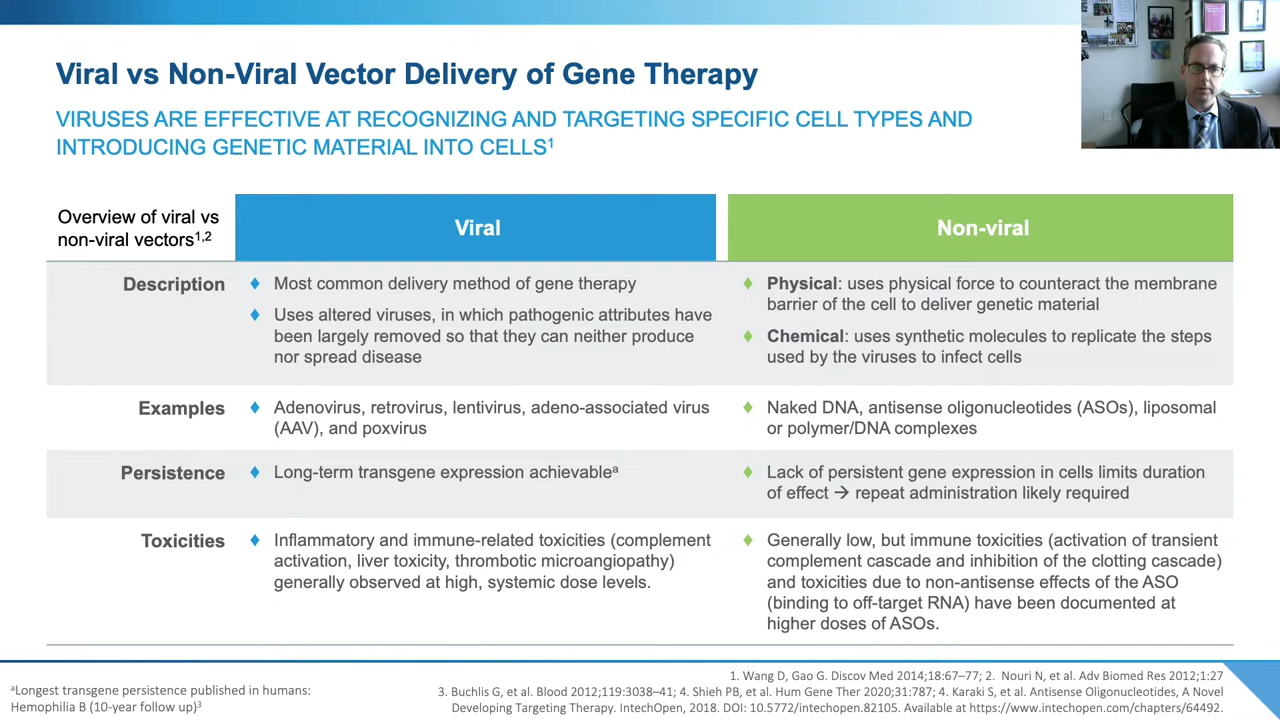 Viral vs Non-Viral Vector Delivery of Gene Therapy
VIRUSES ARE EFFECTIVE AT RECOGNIZING AND TARGETING SPECIFIC CELL TYPES AND
INTRODUCING GENETIC MATERIAL INTO CELLS1
Overview of viral vs
non-viral vectors1,2
Viral
Non-viral
Description
♦ Most common delivery method of gene therapy
♦ Uses altered viruses, in which pathogenic attributes have
been largely removed so that they can neither produce
nor spread disease
♦ Physical: uses physical force to counteract the membrane
barrier of the cell to deliver genetic material
♦ Chemical: uses synthetic molecules to replicate the steps
used by the viruses to infect cells
Examples
♦ Adenovirus, retrovirus, lentivirus, adeno-associated virus
(AAV), and poxvirus
♦ Naked DNA, antisense oligonucleotides (ASOs), liposomal
or polymer/DNA complexes
Persistence
♦ Long-term transgene expression achievablea
♦ Lack of persistent gene expression in cells limits duration
of effect → repeat administration likely required
Toxicities
♦ Inflammatory and immune-related toxicities (complement
activation, liver toxicity, thrombotic microangiopathy)
generally observed at high, systemic dose levels.
♦ Generally low, but immune toxicities (activation of transient
complement cascade and inhibition of the clotting cascade)
and toxicities due to non-antisense effects of the ASO
(binding to off-target RNA) have been documented at
higher doses of ASOs.
aLongest transgene persistence published in humans:
Hemophilia B (10-year follow up)3
1. Wang D, Gao G. Discov Med 2014;18:67–77; 2. Nouri N, et al. Adv Biomed Res 2012;1:27
3. Buchlis G, et al. Blood 2012;119:3038–41; 4. Shieh PB, et al. Hum Gene Ther 2020;31:787; 4. Karaki S, et al. Antisense Oligonucleotides, A Novel
Developing Targeting Therapy. IntechOpen, 2018. DOI: 10.5772/intechopen.82105. Available at https://www.intechopen.com/chapters/64492.